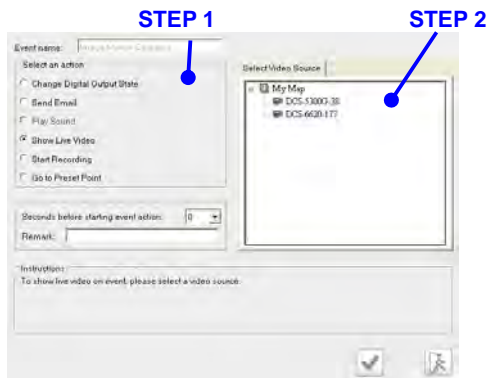 STEP 1
STEP 2
Event name:
Select an action
Change Digital Output State
Send Email
Play Sound
Show Live Video
Start Recording
Go to Preset Point
Select Video Source
My Map
DCS-5300G-38
DCS-6620-177
Seconds before starting event action: 0
Remark:
Instructions
To show live video on event, please select a video source.